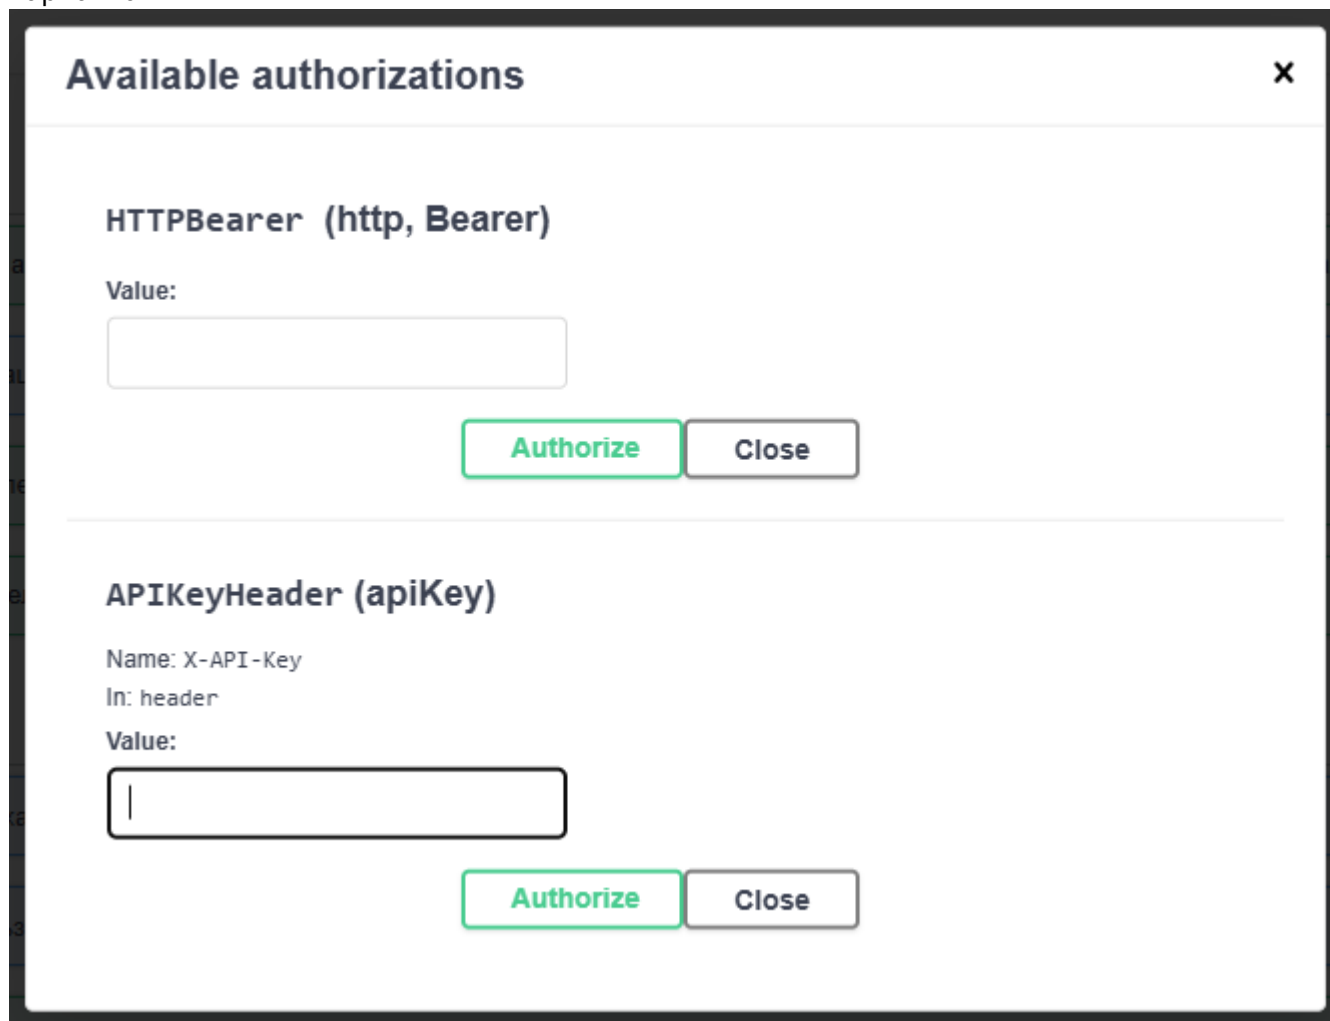 Available authorizations
HTTPBearer (http, Bearer)
Value:
Authorize Close
APIKeyHeader (apiKey)
Name: X-API-Key
In: header
Value:
Authorize Close